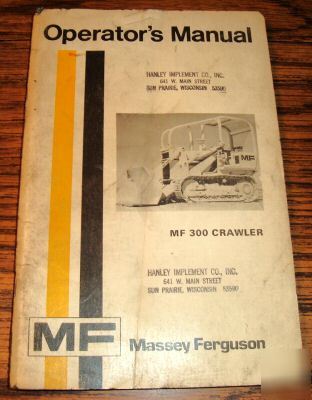 Operator's Manual
HANLEY IMPLEMENT CO., INC.
641 W. MAIN STREET
SUN PRAIRIE, WISCONSIN 53590
MF
MF 300 CRAWLER
HANLEY IMPLEMENT CO., INC.
641 W. MAIN STREET
SUN PRAIRIE, WISCONSIN 53590
MF
Massey Ferguson